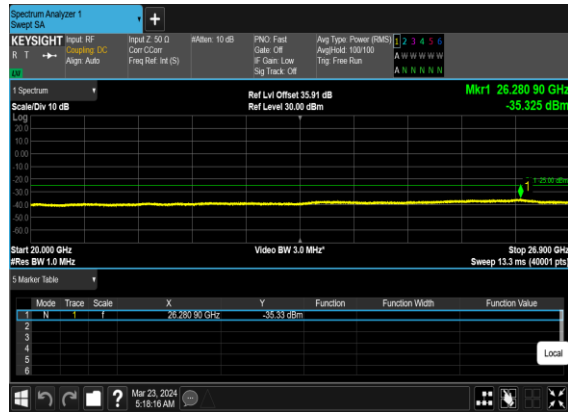 Spectrum Analyzer 1
Swept SA
+
KEYSIGHT Input: RF Input Z: 50 Ω #Atten: 10 dB PNO: Fast Avg Type: Power (RMS) 1 2 3 4 5 6
R T Coupling: DC Corr CCorr Gate: Off Avg|Hold: 100/100 A W W W W W
Align: Auto Freq Ref: Int (S) IF Gain: Low Trig: Free Run
Sig Track: Off A N N N N N
1 Spectrum Ref Lvl Offset 35.91 dB Mkr1 26.280 90 GHz
Scale/Div 10 dB Ref Level 30.00 dBm -35.325 dBm
Log
20.0
10.0
0.00
-10.0
-20.0
-30.0
-40.0
-50.0
-60.0
1
-25.00 dBm
Start 20.000 GHz Video BW 3.0 MHz* Stop 26.900 GHz
#Res BW 1.0 MHz Sweep 13.3 ms (40001 pts)
5 Marker Table
Mode Trace Scale X Y Function Function Width Function Value
1 N 1 f 26.280 90 GHz -35.33 dBm
2
3
4
5
6
Local
? Mar 23, 2024
5:18:16 AM